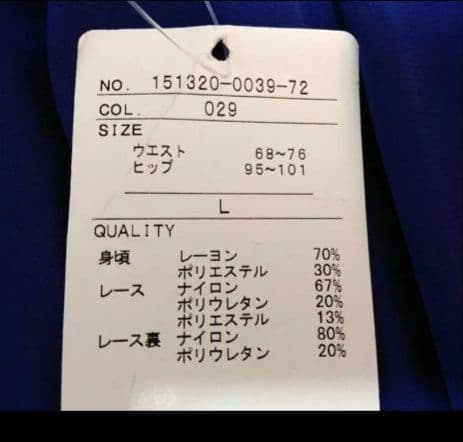 NO. 151320-0039-72
COL. 029
SIZE
ウエスト 68~76
ヒップ 95~101
L
QUALITY
身頃 レーヨン 70%
ポリエステル 30%
レース ナイロン 67%
ポリウレタン 20%
ポリエステル 13%
レース裏 ナイロン 80%
ポリウレタン 20%